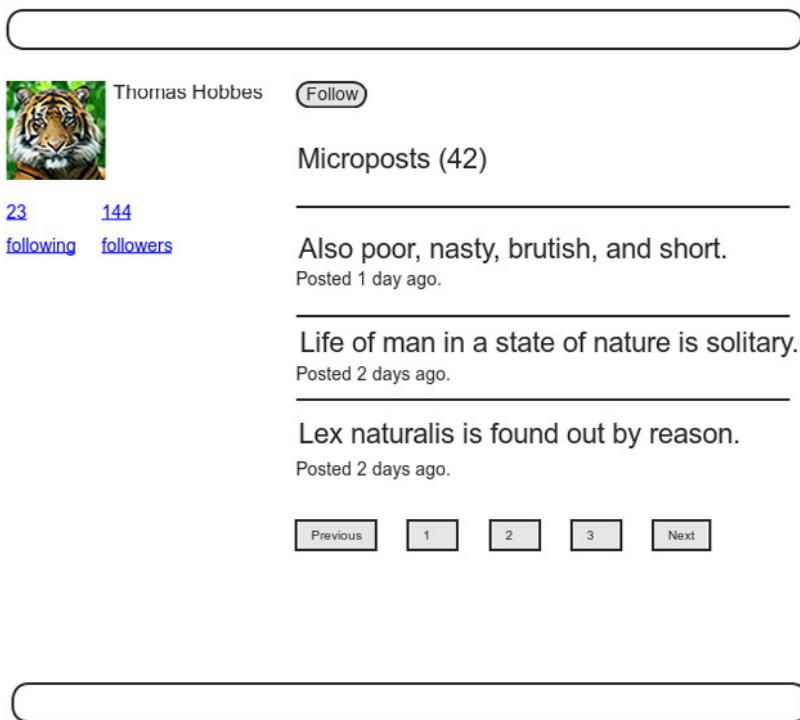 Thomas Hobbes
Follow
Microposts (42)
23 144
following followers
Also poor, nasty, brutish, and short.
Posted 1 day ago.
Life of man in a state of nature is solitary.
Posted 2 days ago.
Lex naturalis is found out by reason.
Posted 2 days ago.
Previous 1 2 3 Next